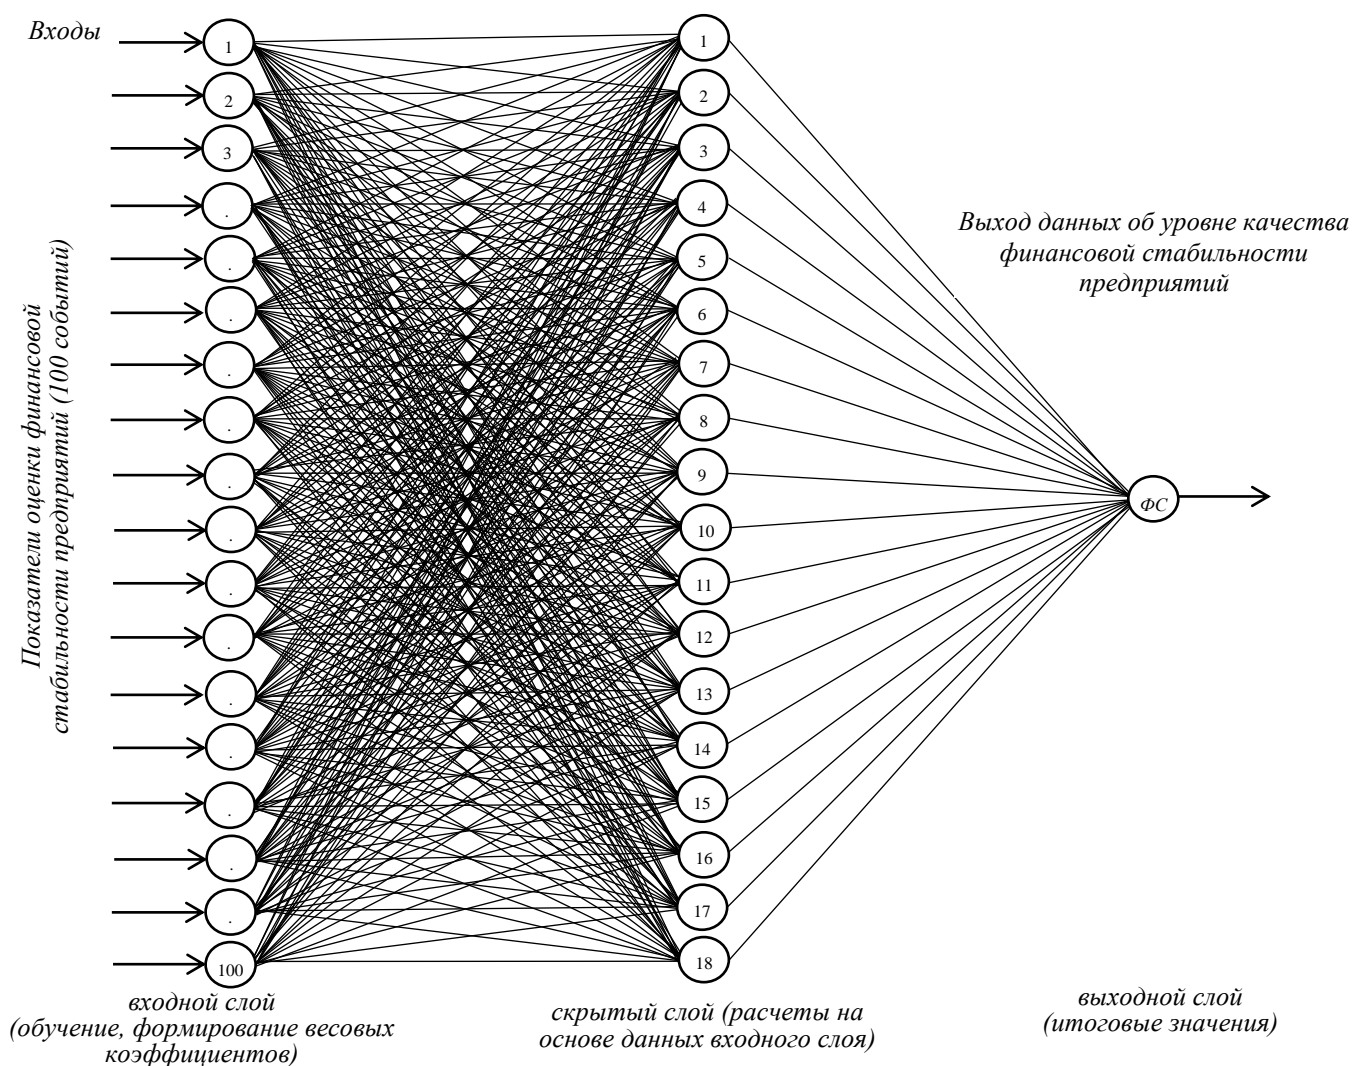 Входы
1
2
3
.
.
.
.
.
.
.
.
.
.
.
.
.
.
100
Показатели оценки финансовой
стабильности предприятий (100 событий)
1
2
3
4
5
6
7
8
9
10
11
12
13
14
15
16
17
18
Выход данных об уровне качества
финансовой стабильности
предприятий
ФС
входной слой
(обучение, формирование весовых
коэффициентов)
скрытый слой (расчеты на
основе данных входного слоя)
выходной слой
(итоговые значения)